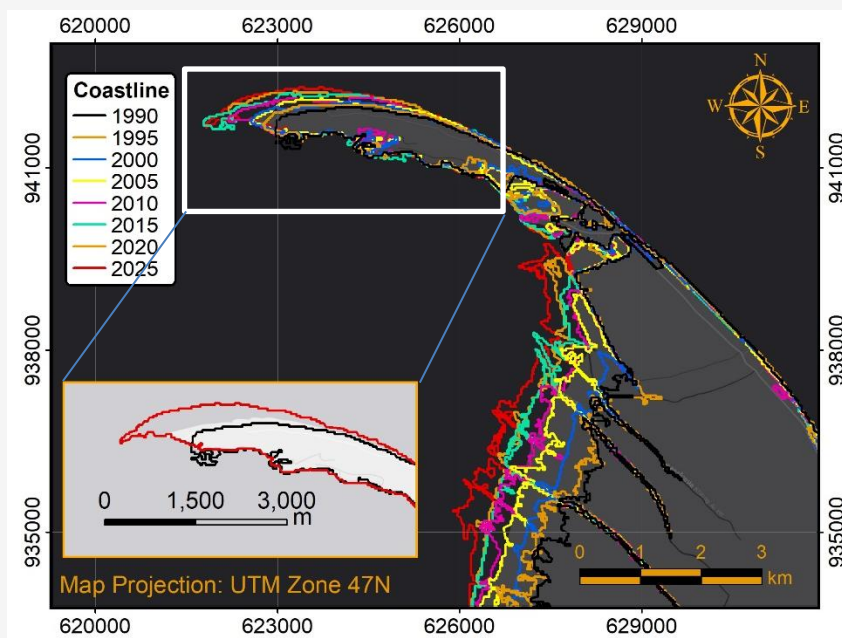 620000 623000 626000 629000
Coastline
1990
1995
2000
2005
2010
2015
2020
2025
N
W E
S
941000 941000
938000 938000
935000 935000
0 1,500 3,000
m
0 1 2 3
km
Map Projection: UTM Zone 47N
620000 623000 626000 629000